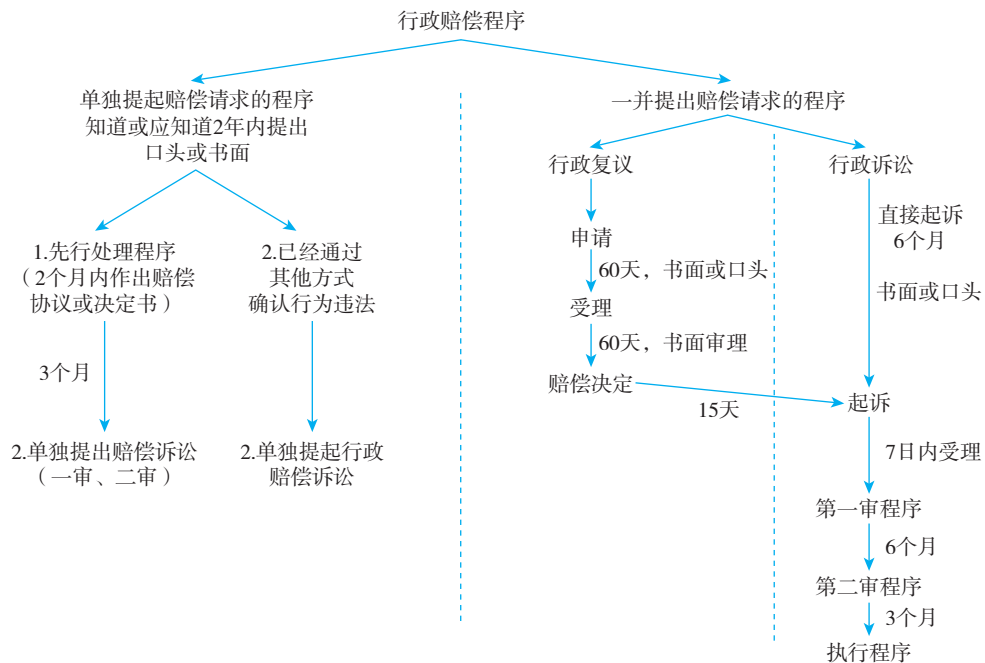 行政赔偿程序
单独提起赔偿请求的程序
知道或应知道2年内提出
口头或书面
1.先行处理程序
（2个月内作出赔偿
协议或决定书）
3个月
2.单独提出赔偿诉讼
（一审、二审）
2.已经通过
其他方式
确认行为违法
2.单独提起行政
赔偿诉讼
一并提出赔偿请求的程序
行政复议
申请
60天，书面或口头
受理
60天，书面审理
赔偿决定
15天
行政诉讼
直接起诉
6个月
书面或口头
起诉
7日内受理
第一审程序
6个月
第二审程序
3个月
执行程序